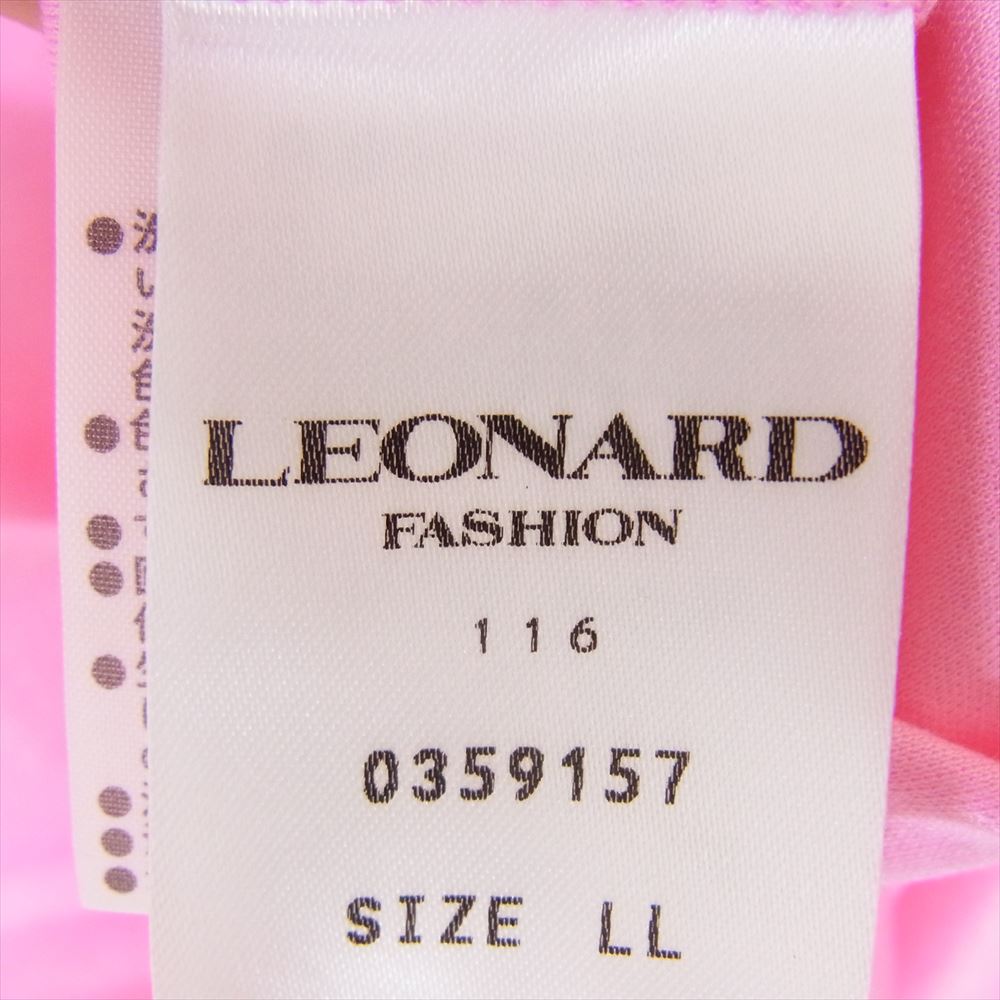 LEONARD
FASHION
116
0359157
SIZE LL